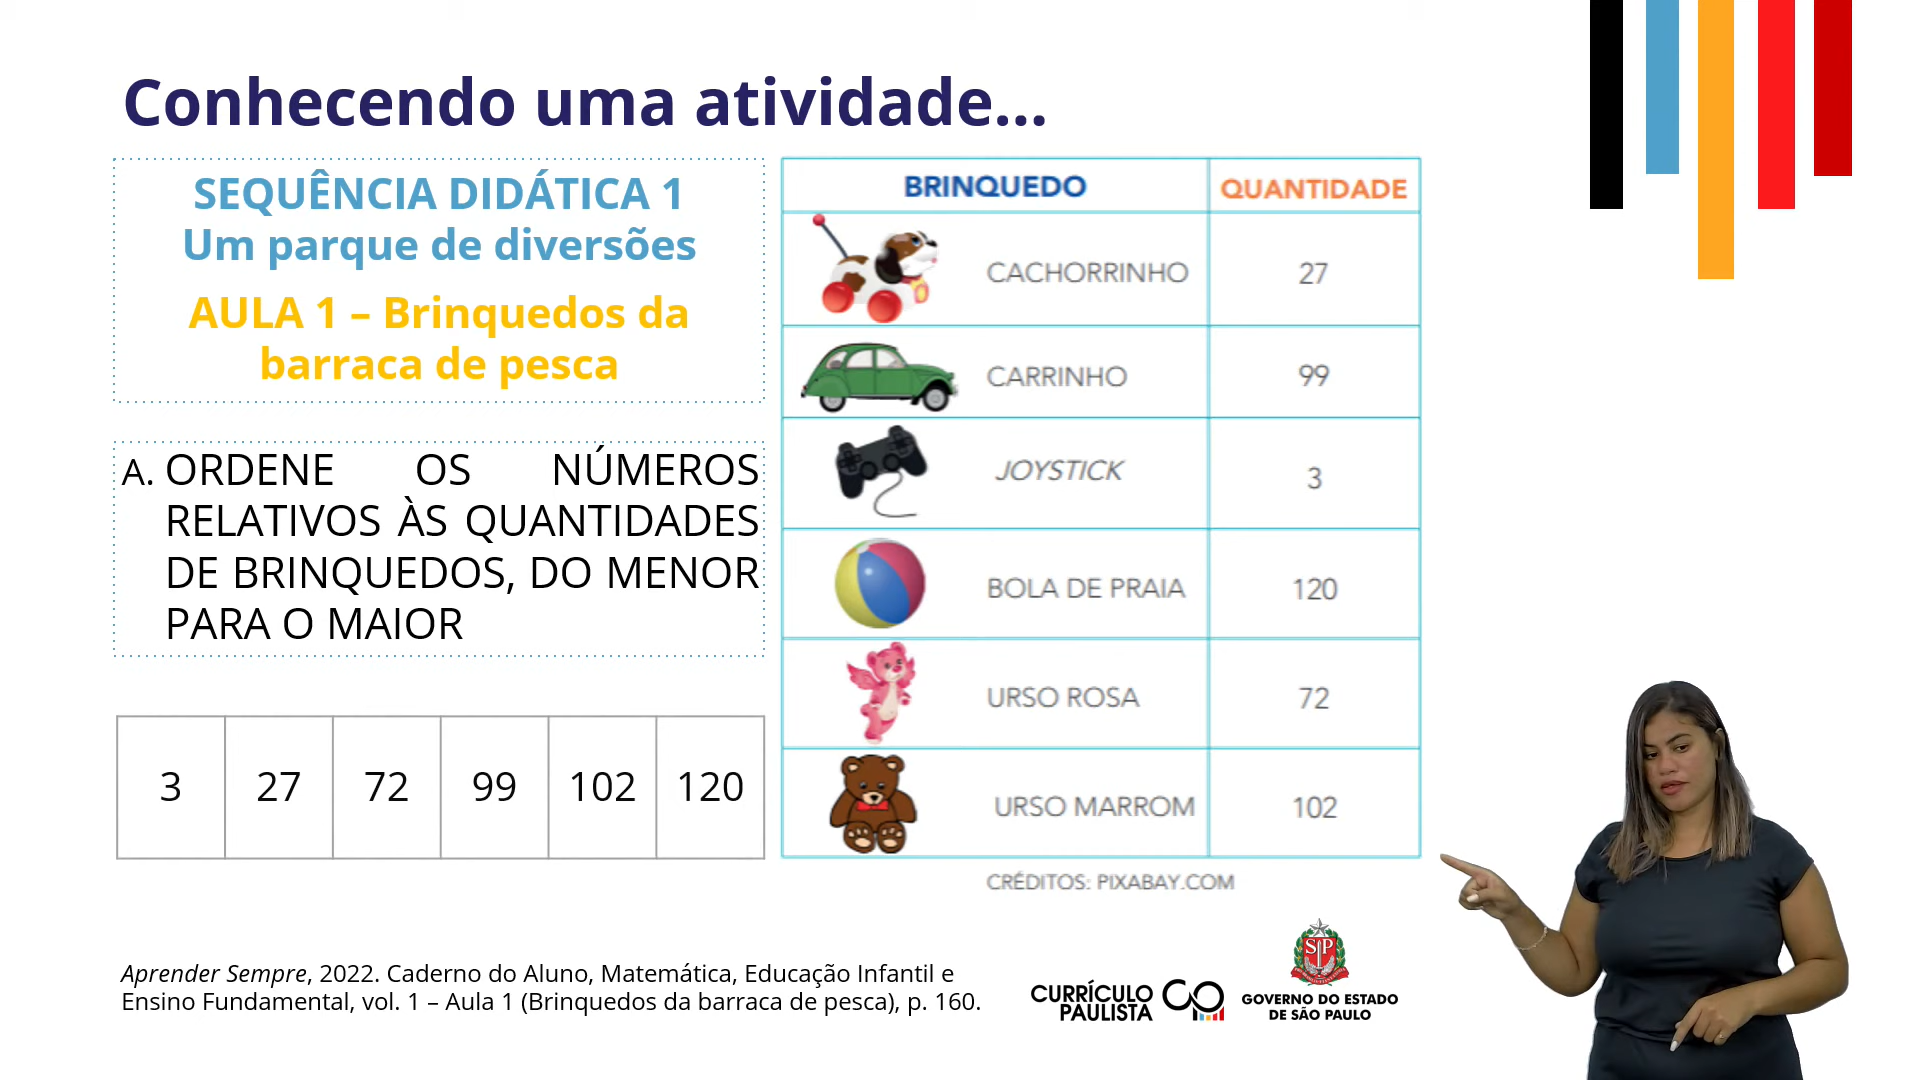 Conhecendo uma atividade...
SEQUÊNCIA DIDÁTICA 1
Um parque de diversões
AULA 1 – Brinquedos da
barraca de pesca
A. ORDENE OS NÚMEROS
RELATIVOS ÀS QUANTIDADES
DE BRINQUEDOS, DO MENOR
PARA O MAIOR
3 27 72 99 102 120
BRINQUEDO QUANTIDADE
CACHORRINHO 27
CARRINHO 99
JOYSTICK 3
BOLA DE PRAIA 120
URSO ROSA 72
URSO MARROM 102
CRÉDITOS: PIXABAY.COM
Aprender Sempre, 2022. Caderno do Aluno, Matemática, Educação Infantil e
Ensino Fundamental, vol. 1 – Aula 1 (Brinquedos da barraca de pesca), p. 160.
CURRÍCULO
PAULISTA
SP
GOVERNO DO ESTADO
DE SÃO PAULO